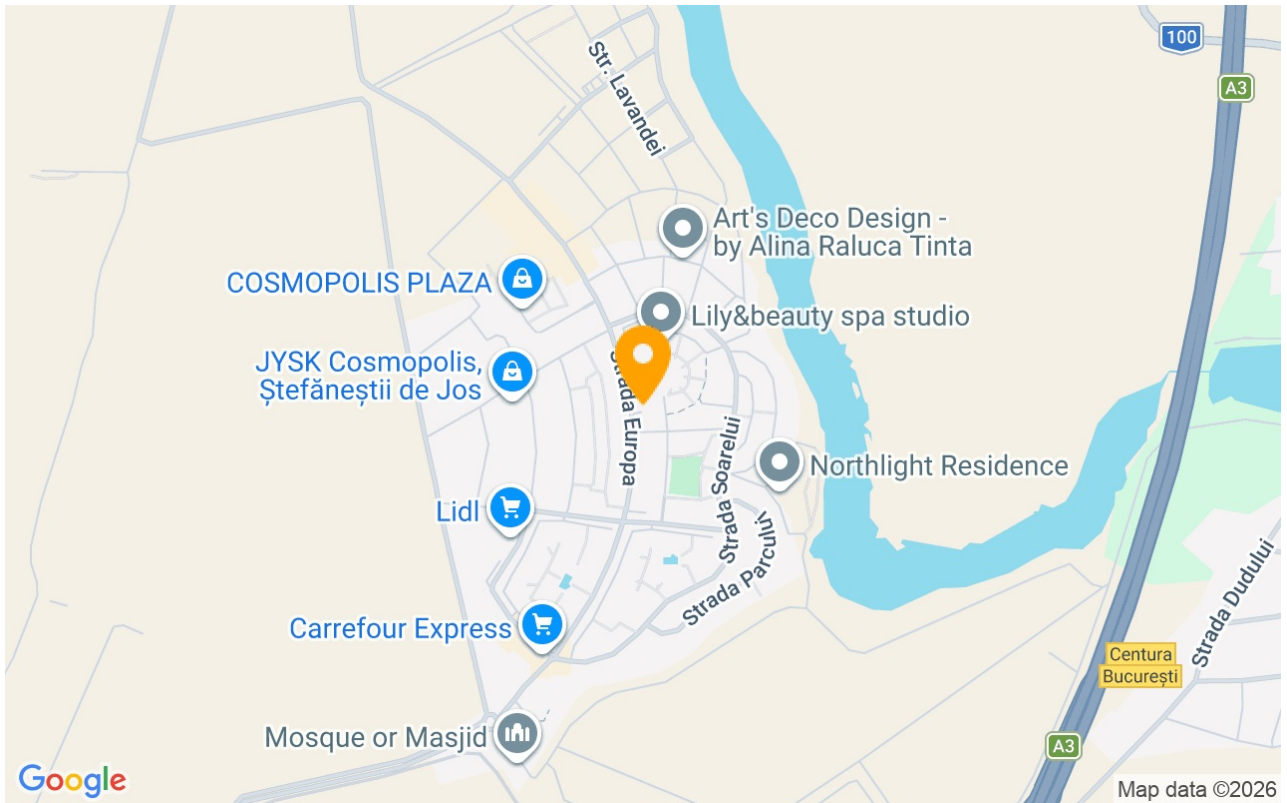 100
A3
Str. Lavandei
Art's Deco Design -
by Alina Raluca Tinta
COSMOPOLIS PLAZA
Lily&beauty spa studio
JYSK Cosmopolis,
Ștefăneștii de Jos
Strada Europa
Strada Soarelui
Northlight Residence
Lidl
Strada Parcului
Strada Dudului
Carrefour Express
Centura
București
Mosque or Masjid
A3
Google
Map data ©2026